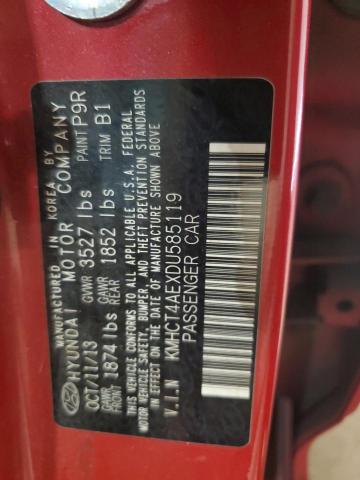 MANUFACTURED IN KOREA BY
HYUNDAI MOTOR COMPANY
OCT/11/13 GVWR 3527 lbs PAINT P9R
GAWR FRONT 1874 lbs GAWR REAR 1852 lbs TRIM B1
THIS VEHICLE CONFORMS TO ALL APPLICABLE U.S.A. FEDERAL
MOTOR VEHICLE SAFETY, BUMPER, AND THEFT PREVENTION STANDARDS
IN EFFECT ON THE DATE OF MANUFACTURE SHOWN ABOVE
V.I.N KMHCT4AEXDU585119
PASSENGER CAR